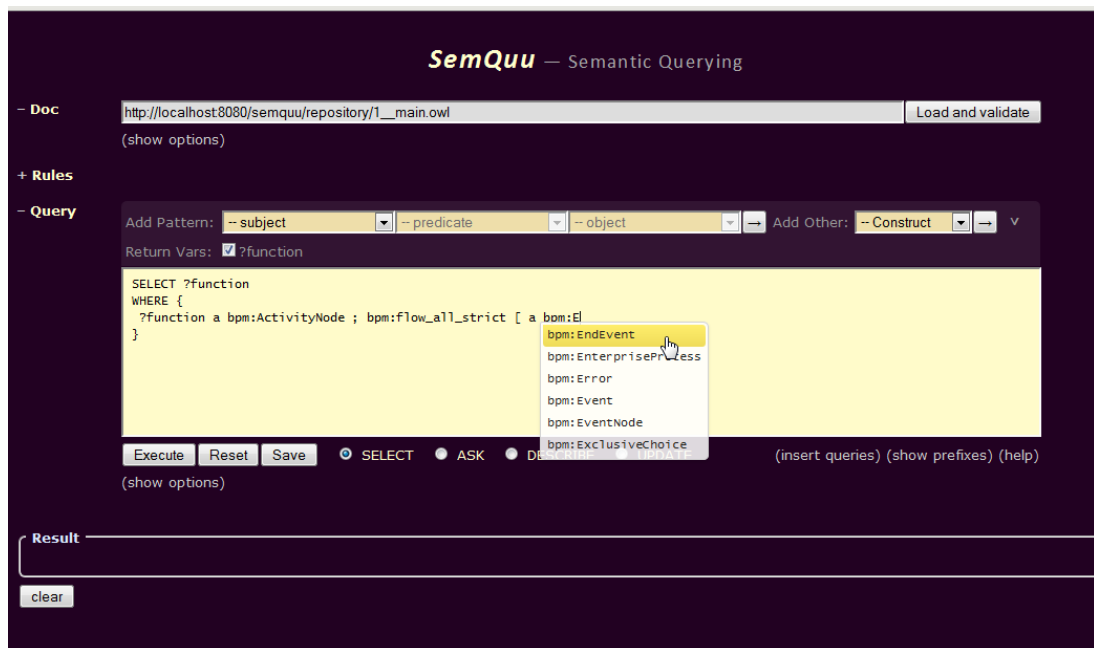 SemQuu — Semantic Querying
– Doc
http://localhost:8080/semquu/repository/1__main.owl
Load and validate
(show options)
+ Rules
– Query
Add Pattern: -- subject -- predicate -- object → Add Other: -- Construct → v
Return Vars: ?function
SELECT ?function
WHERE {
?function a bpm:ActivityNode ; bpm:flow_all_strict [ a bpm:E
}
bpm:EndEvent
bpm:EnterpriseProcess
bpm:Error
bpm:Event
bpm:EventNode
bpm:ExclusiveChoice
Execute Reset Save SELECT ASK DESCRIBE UPDATE (insert queries) (show prefixes) (help)
(show options)
Result
clear